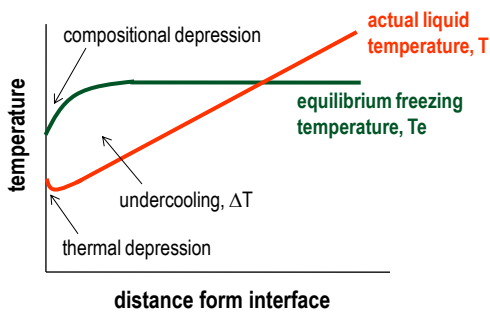 compositional depression
actual liquid
temperature, T
equilibrium freezing
temperature, Te
temperature
undercooling, ΔT
thermal depression
distance form interface